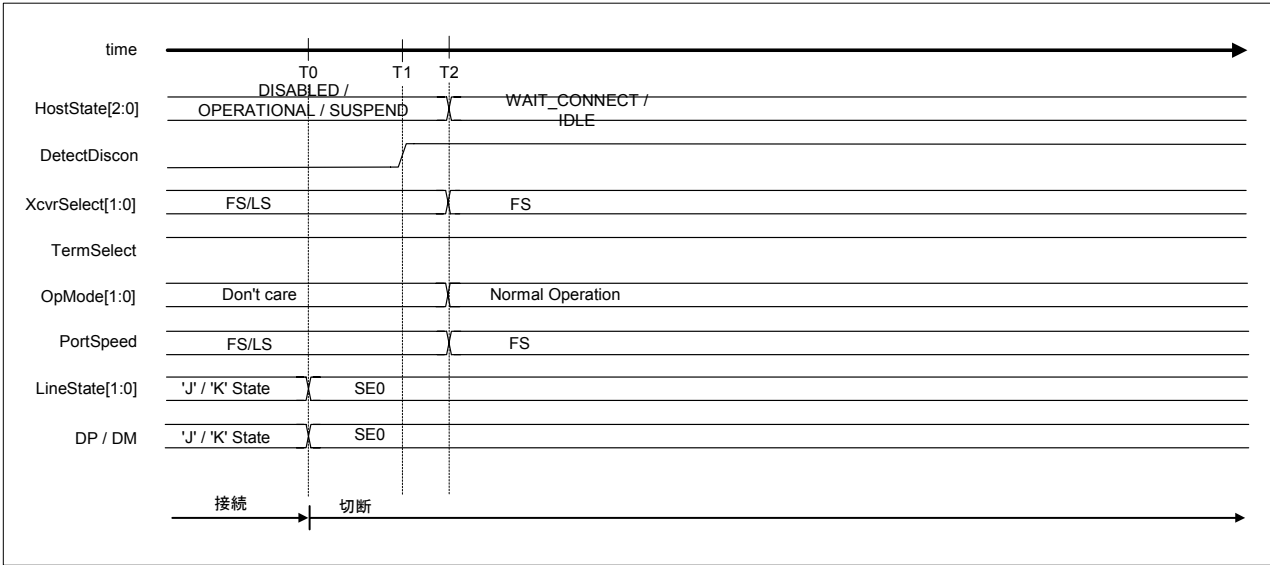 time
T0 T1 T2
DISABLED /
HostState[2:0] OPERATIONAL / SUSPEND WAIT_CONNECT /
IDLE
DetectDiscon
XcvrSelect[1:0] FS/LS FS
TermSelect
OpMode[1:0] Don't care Normal Operation
PortSpeed FS/LS FS
LineState[1:0] 'J' / 'K' State SE0
DP / DM 'J' / 'K' State SE0
接続 切断